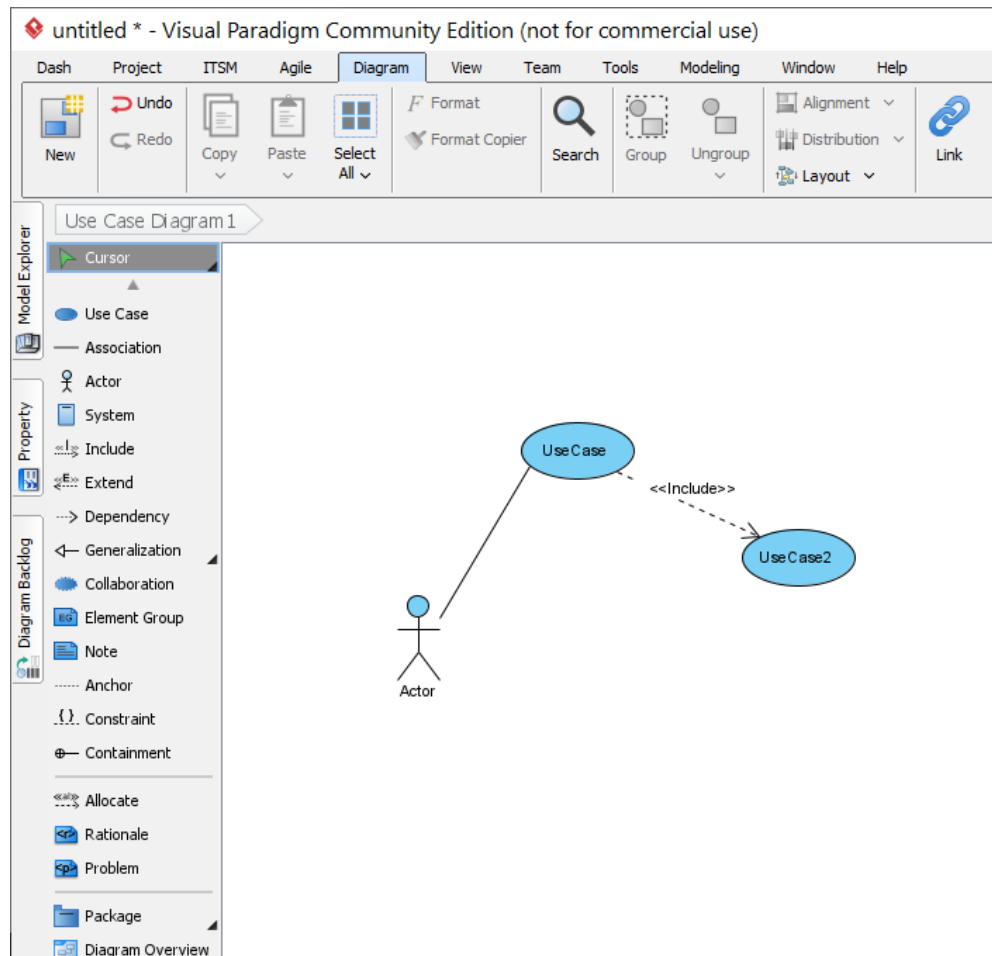 untitled * - Visual Paradigm Community Edition (not for commercial use)
Dash Project ITSM Agile Diagram View Team Tools Modeling Window Help
New
Undo
Redo
Copy
Paste
Select
All
F Format
Format Copier
Search
Group
Ungroup
Alignment
Distribution
Layout
Link
Use Case Diagram1
Model Explorer
Property
Diagram Backlog
Cursor
Use Case
Association
Actor
System
<<I>> Include
<<E>> Extend
Dependency
Generalization
Collaboration
EG Element Group
Note
Anchor
{} Constraint
Containment
Allocate
<r> Rationale
<p> Problem
Package
Diagram Overview
UseCase
<<Include>>
UseCase2
Actor